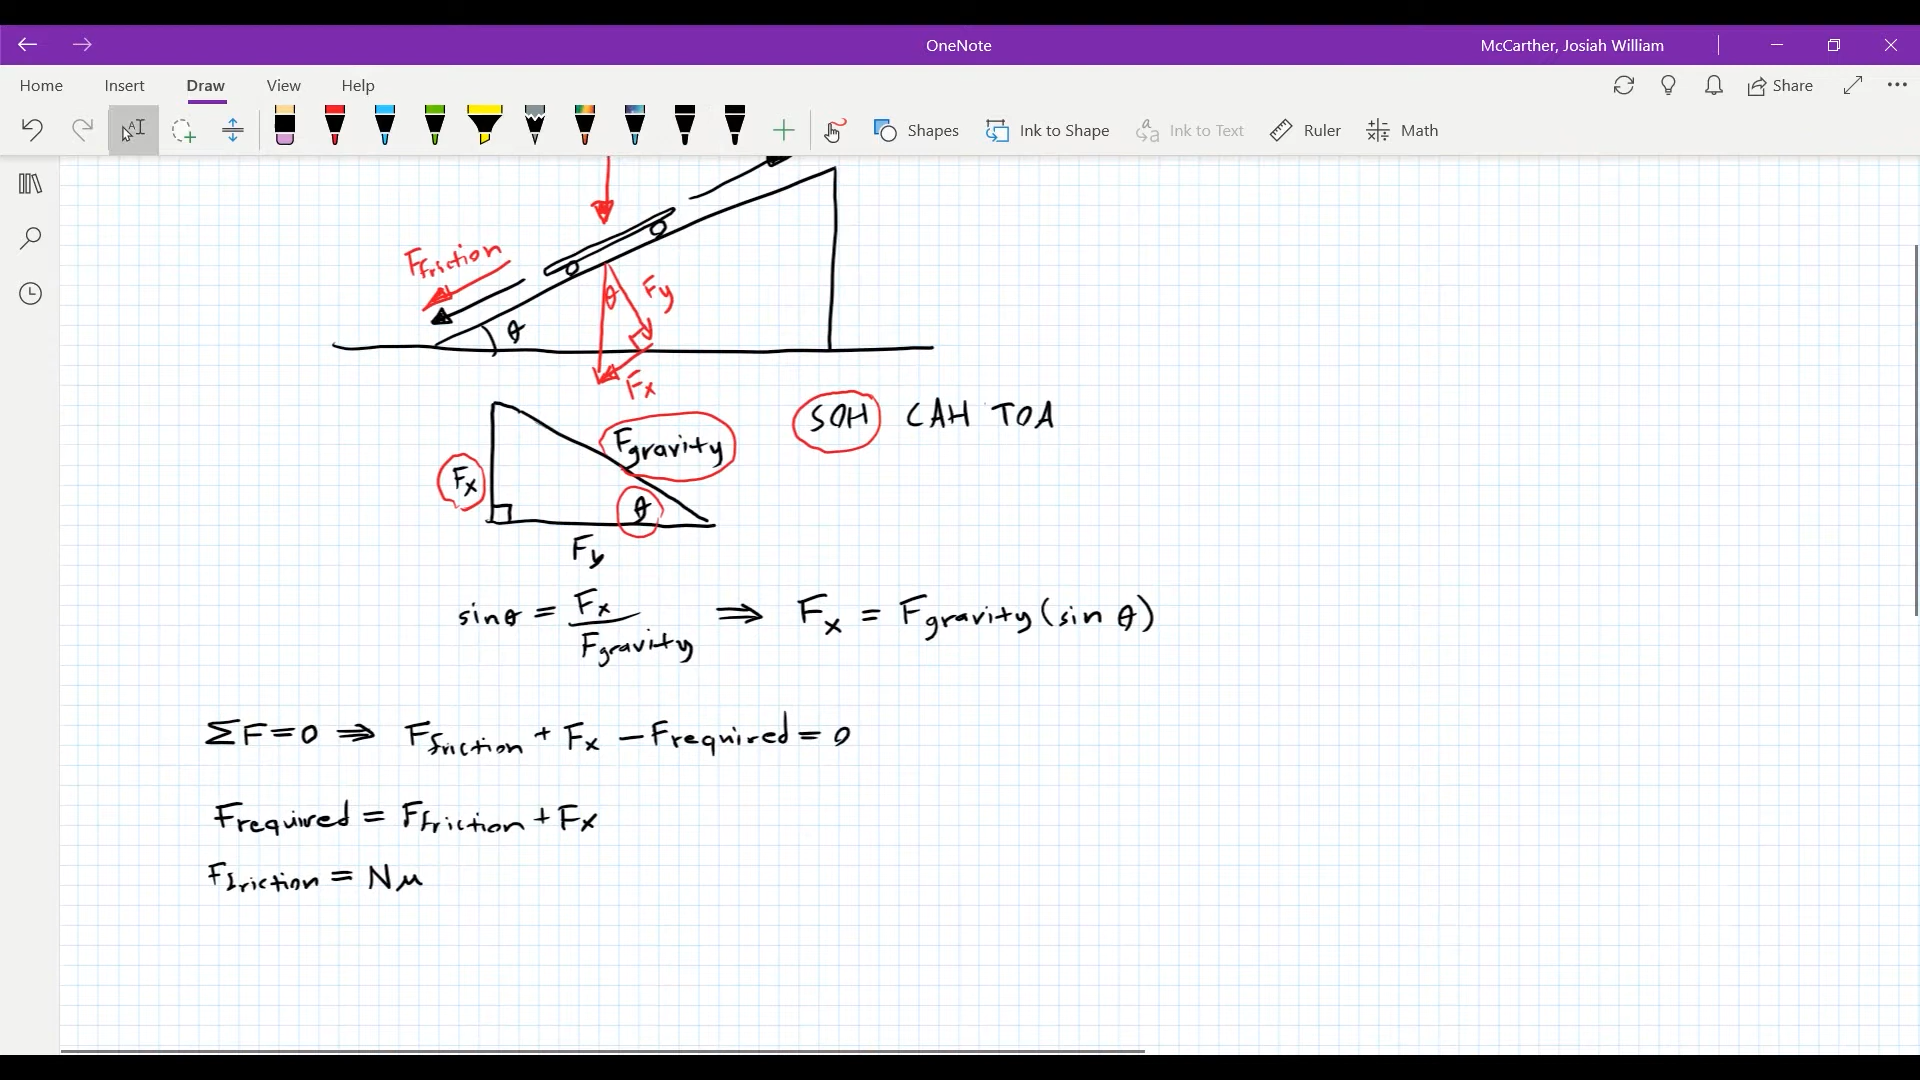 OneNote
McCarther, Josiah William
Home Insert Draw View Help
Share
Shapes Ink to Shape Ink to Text Ruler Math
Ffriction
θ
Fy
θ
Fx
SOH CAH TOA
Fgravity
Fx
θ
Fy
sinθ = Fx / Fgravity ⇒ Fx = Fgravity (sin θ)
ΣF=0 ⇒ Ffriction + Fx − Frequired = 0
Frequired = Ffriction + Fx
Ffriction = Nμ